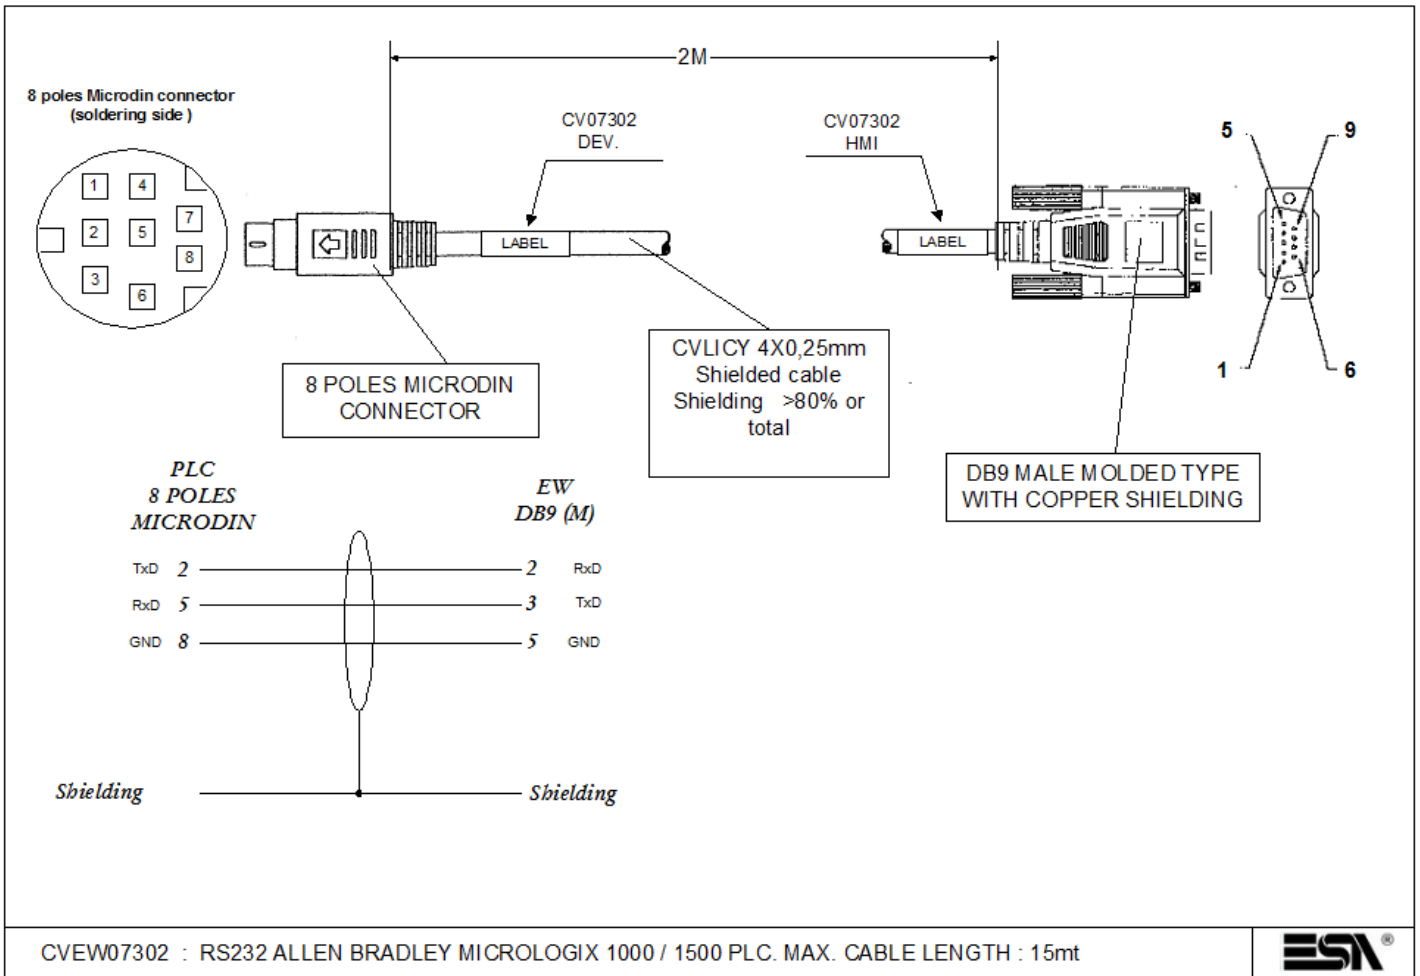 2M
8 poles Microdin connector
(soldering side )
CV07302
DEV.
CV07302
HMI
5 9
1 4
7
2 5
8
3
6
LABEL
LABEL
1 6
8 POLES MICRODIN
CONNECTOR
CVLICY 4X0,25mm
Shielded cable
Shielding >80% or
total
DB9 MALE MOLDED TYPE
WITH COPPER SHIELDING
PLC
8 POLES
MICRODIN
EW
DB9 (M)
TxD 2 2 RxD
RxD 5 3 TxD
GND 8 5 GND
Shielding Shielding
CVEW07302 : RS232 ALLEN BRADLEY MICROLOGIX 1000 / 1500 PLC. MAX. CABLE LENGTH : 15mt
ESA ®